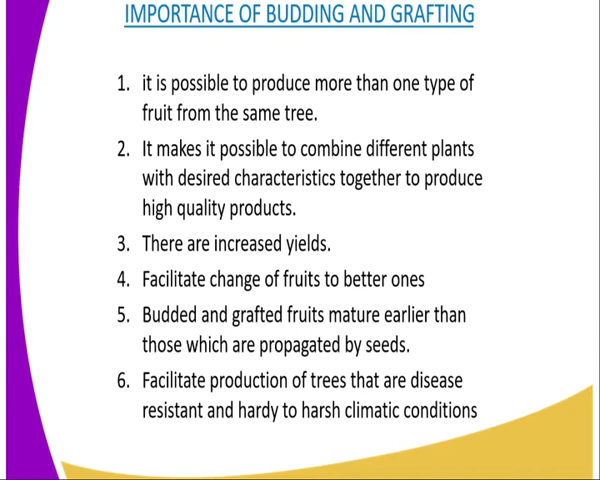 IMPORTANCE OF BUDDING AND GRAFTING
1. it is possible to produce more than one type of
fruit from the same tree.
2. It makes it possible to combine different plants
with desired characteristics together to produce
high quality products.
3. There are increased yields.
4. Facilitate change of fruits to better ones
5. Budded and grafted fruits mature earlier than
those which are propagated by seeds.
6. Facilitate production of trees that are disease
resistant and hardy to harsh climatic conditions